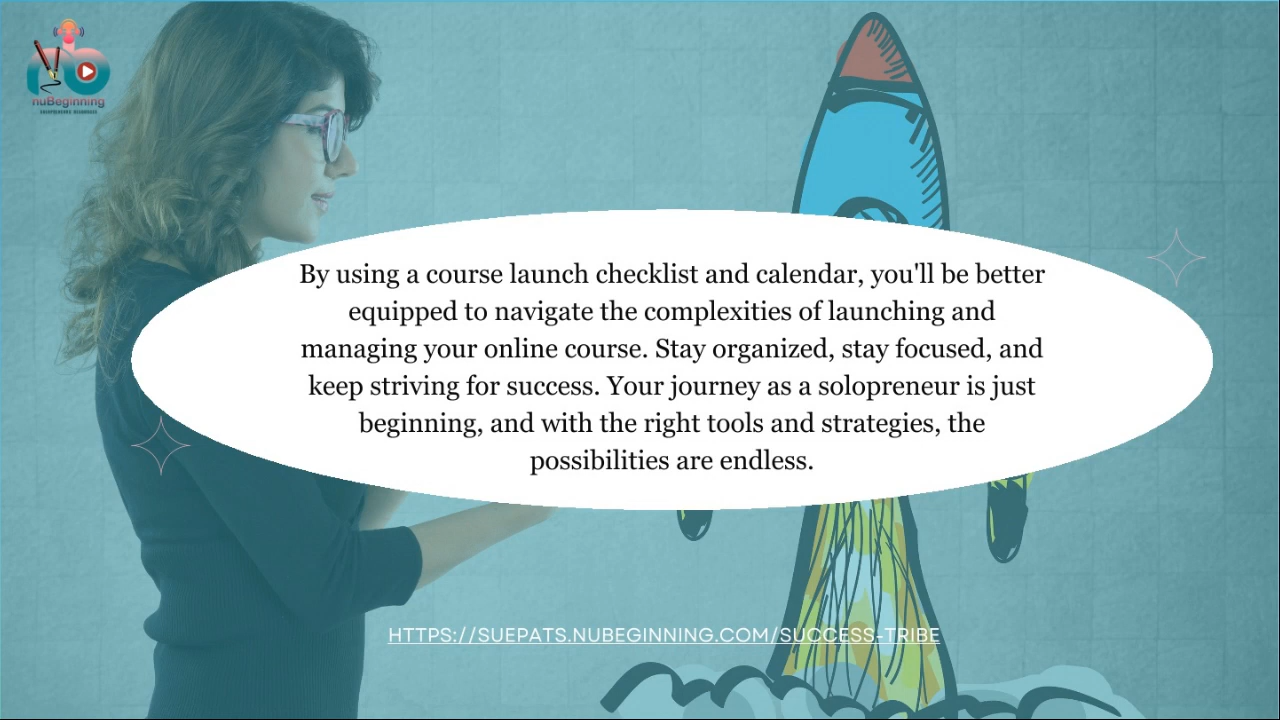 nuBeginning
By using a course launch checklist and calendar, you'll be better
equipped to navigate the complexities of launching and
managing your online course. Stay organized, stay focused, and
keep striving for success. Your journey as a solopreneur is just
beginning, and with the right tools and strategies, the
possibilities are endless.
HTTPS://SUEPATS.NUBEGINNING.COM/SUCCESS-TRIBE